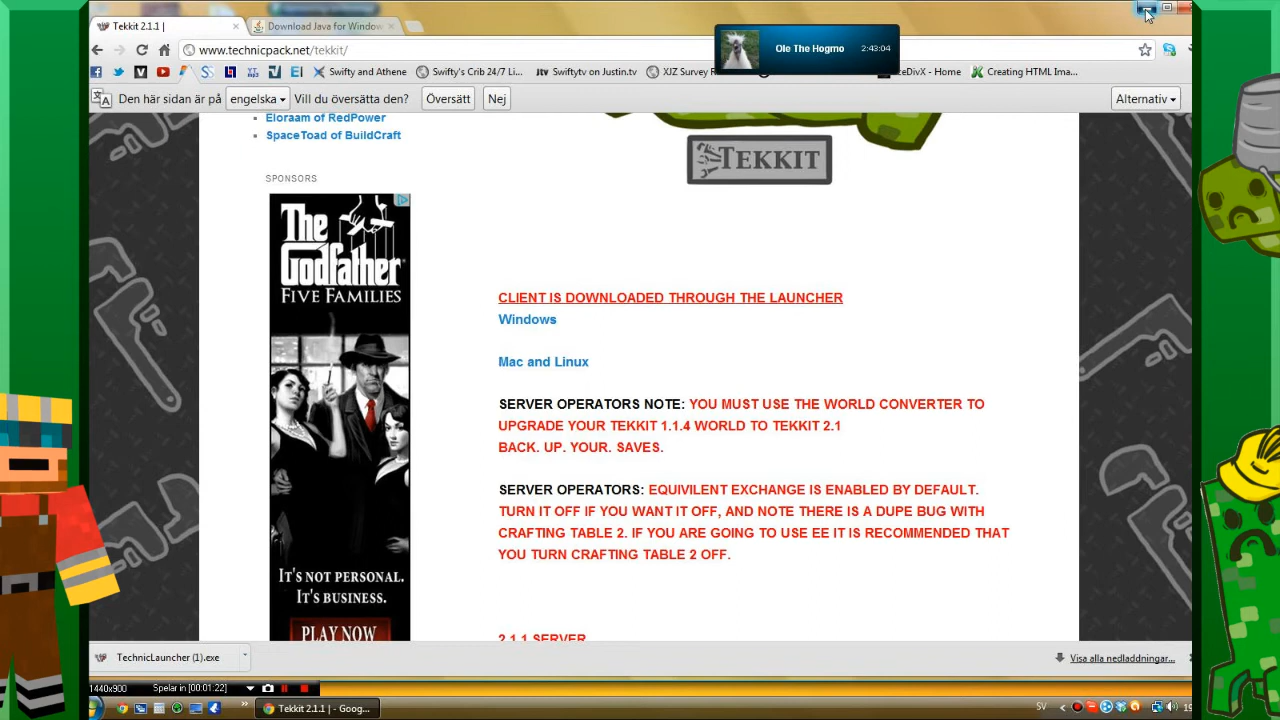 Tekkit 2.1.1 |
Download Java for Window
www.technicpack.net/tekkit/
Ole The Hogmo
2:43:04
Swifty and Athene
Swifty's Crib 24/7 Li...
Swiftytv on Justin.tv
XJZ Survey R
eDivX - Home
Creating HTML Ima...
Den här sidan är på
engelska
Vill du översätta den?
Översätt
Nej
Alternativ
Eloraam of RedPower
SpaceToad of BuildCraft
TEKKIT
SPONSORS
The
Godfather
FIVE FAMILIES
IT'S NOT PERSONAL.
IT'S BUSINESS.
PLAY NOW
CLIENT IS DOWNLOADED THROUGH THE LAUNCHER
Windows
Mac and Linux
SERVER OPERATORS NOTE: YOU MUST USE THE WORLD CONVERTER TO
UPGRADE YOUR TEKKIT 1.1.4 WORLD TO TEKKIT 2.1
BACK. UP. YOUR. SAVES.
SERVER OPERATORS: EQUIVILENT EXCHANGE IS ENABLED BY DEFAULT.
TURN IT OFF IF YOU WANT IT OFF, AND NOTE THERE IS A DUPE BUG WITH
CRAFTING TABLE 2. IF YOU ARE GOING TO USE EE IT IS RECOMMENDED THAT
YOU TURN CRAFTING TABLE 2 OFF.
2.1.1 SERVER
TechnicLauncher (1).exe
Visa alla nedladdningar...
1440x900
Spelar in [00:01:22]
Tekkit 2.1.1 | - Goog...
SV